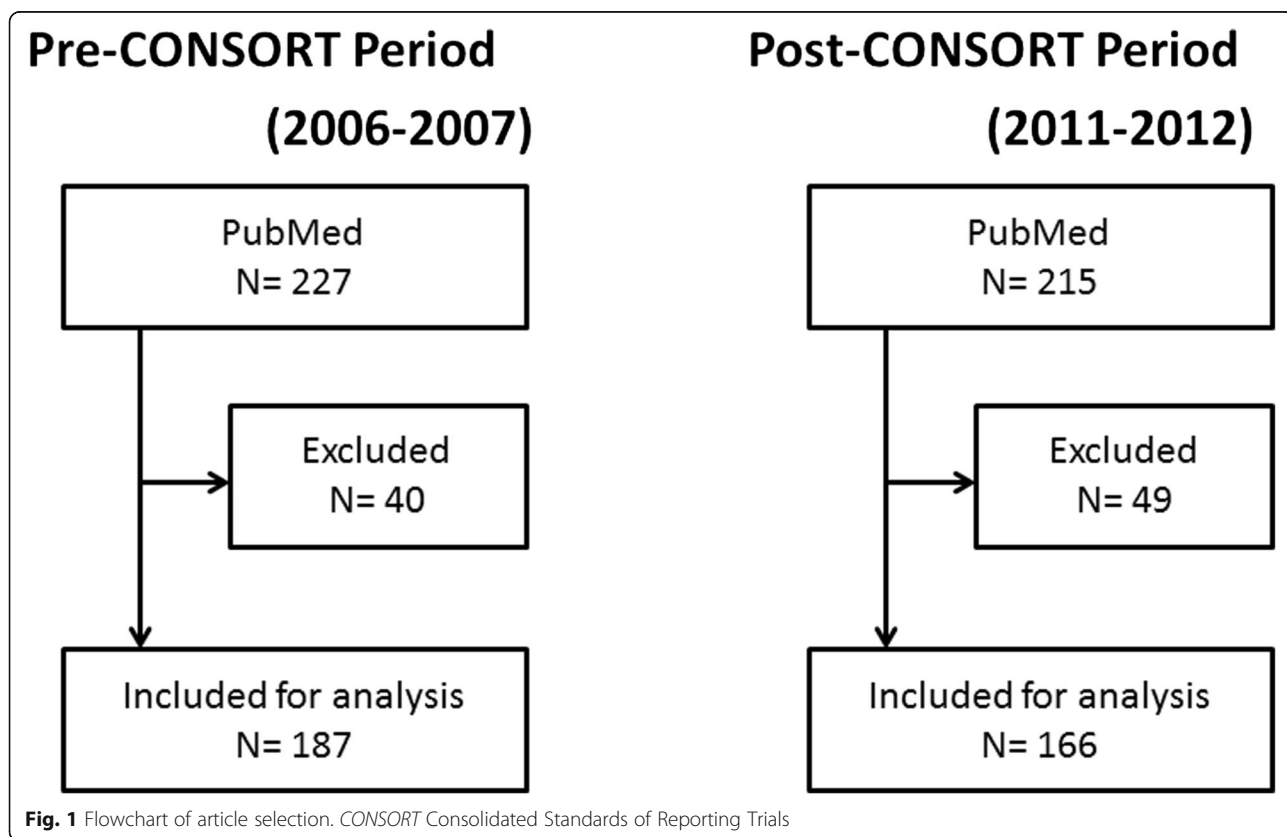 Pre-CONSORT Period
(2006-2007)
PubMed
N= 227
Excluded
N= 40
Included for analysis
N= 187
Post-CONSORT Period
(2011-2012)
PubMed
N= 215
Excluded
N= 49
Included for analysis
N= 166
Fig. 1 Flowchart of article selection. CONSORT Consolidated Standards of Reporting Trials